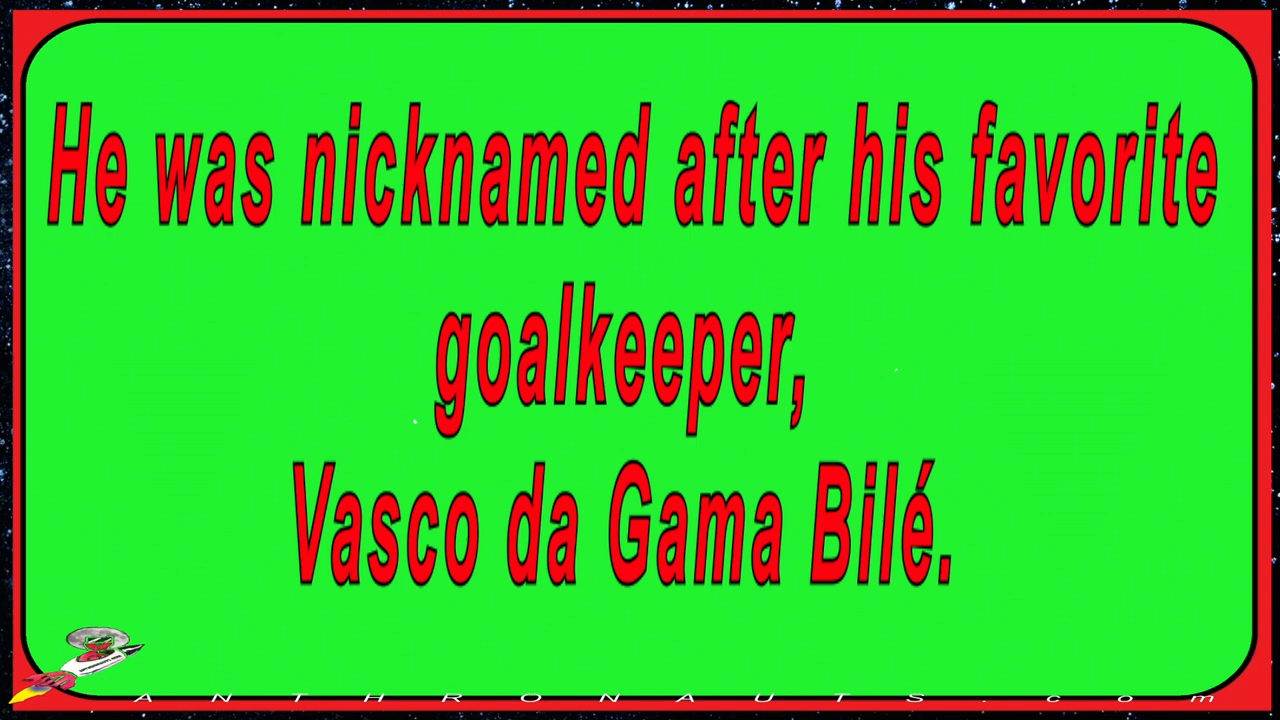 He was nicknamed after his favorite
goalkeeper,
Vasco da Gama Bilé.
ANTHRONAUTS.com